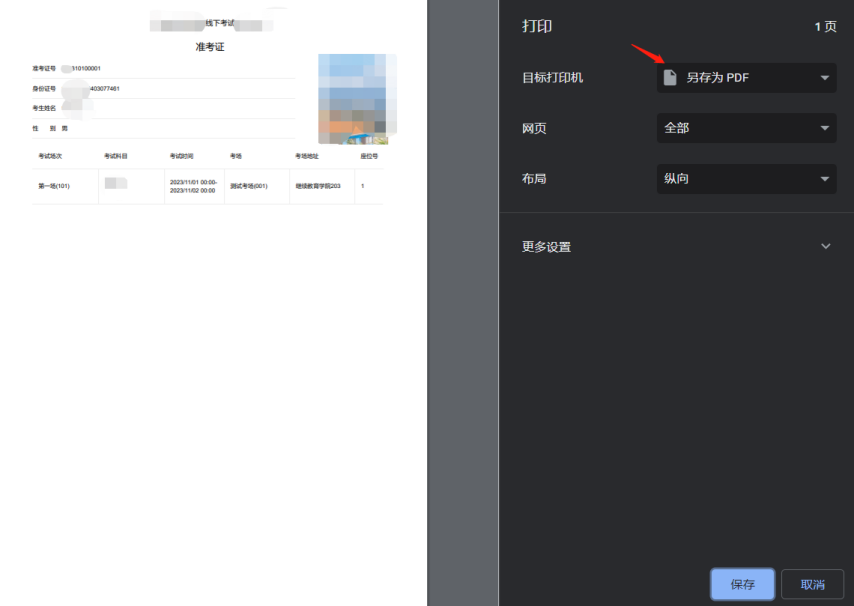 线下考试
准考证
准考证号 110100001
身份证号 403077461
考生姓名
性 别 男
考试场次 考试科目 考试时间 考场 考场地址 座位号
第一场(101) 2023/11/01 00:00-2023/11/02 00:00 测试考场(001) 继续教育学院203 1
打印 1 页
目标打印机 另存为 PDF
网页 全部
布局 纵向
更多设置
保存 取消